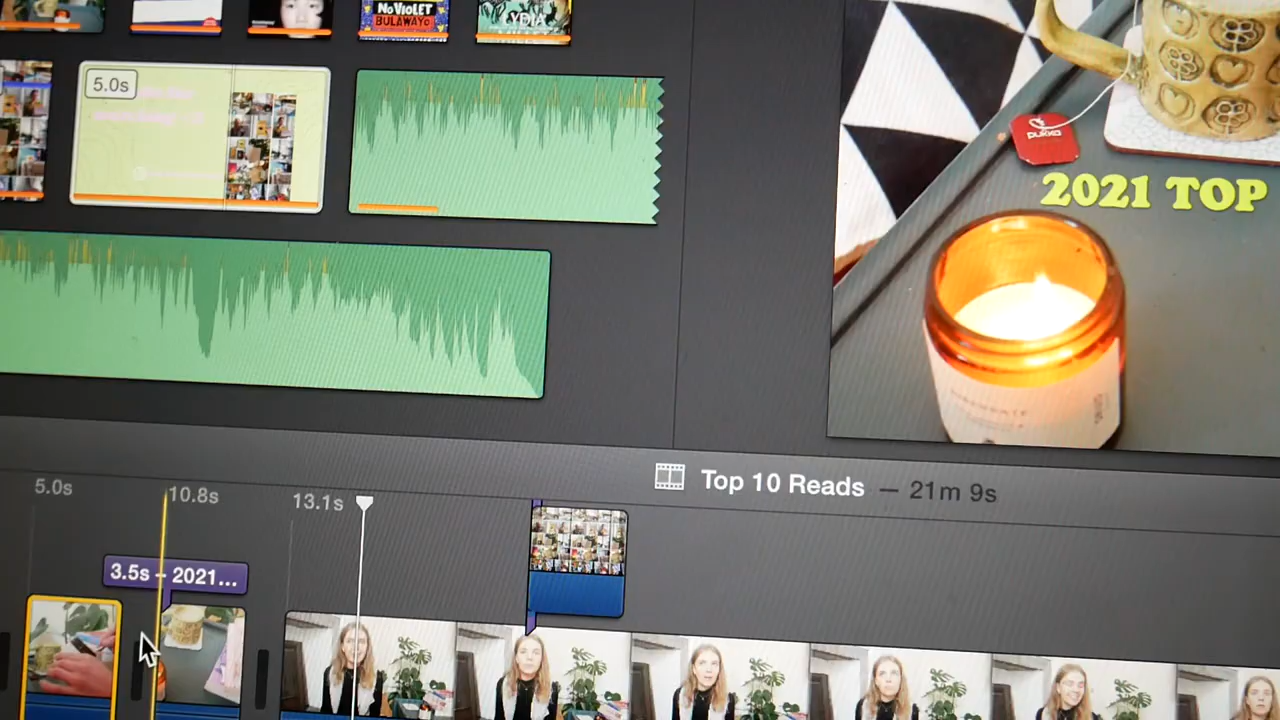 NOVIOLET
BULAWAYO
LYDIA
5.0s
pukka
2021 TOP
Top 10 Reads — 21m 9s
5.0s
10.8s
13.1s
3.5s – 2021...